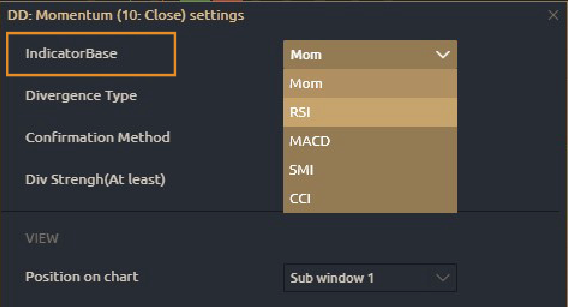 DD: Momentum (10: Close) settings
IndicatorBase
Mom
Mom
Divergence Type
RSI
Confirmation Method
MACD
Div Strengh(At least)
SMI
CCI
VIEW
Position on chart
Sub window 1